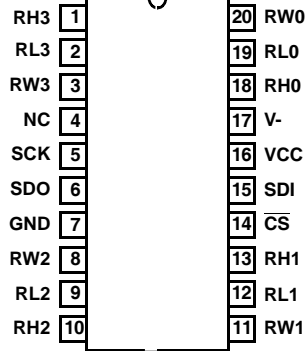 RH3 1 20 RW0
RL3 2 19 RL0
RW3 3 18 RH0
NC 4 17 V-
SCK 5 16 VCC
SDO 6 15 SDI
GND 7 14 C̅S̅
RW2 8 13 RH1
RL2 9 12 RL1
RH2 10 11 RW1